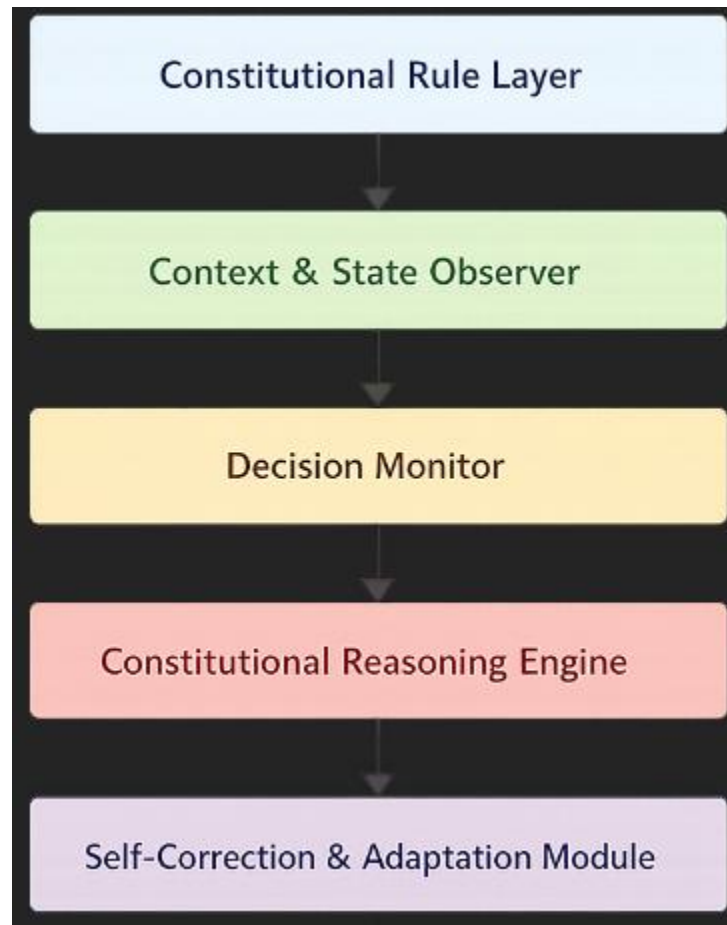 Constitutional Rule Layer
Context & State Observer
Decision Monitor
Constitutional Reasoning Engine
Self-Correction & Adaptation Module